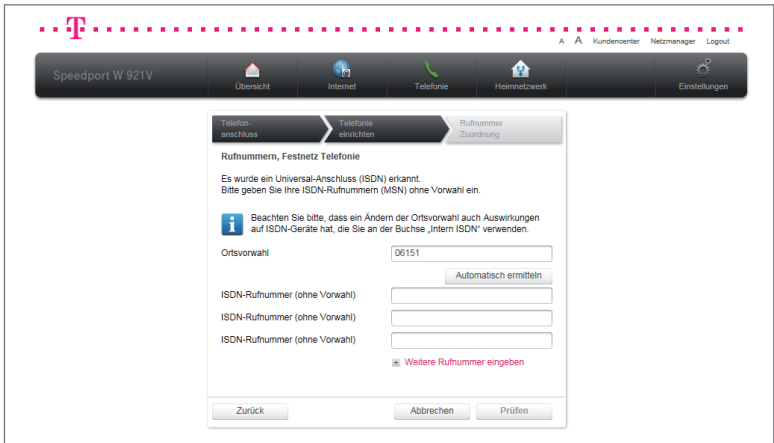 T
A A Kundencenter Netzmanager Logout
Speedport W 921V
Übersicht Internet Telefonie Heimnetzwerk Einstellungen
Telefon-
anschluss
Telefonie
einrichten
Rufnummer
Zuordnung
Rufnummern, Festnetz Telefonie
Es wurde ein Universal-Anschluss (ISDN) erkannt.
Bitte geben Sie Ihre ISDN-Rufnummern (MSN) ohne Vorwahl ein.
Beachten Sie bitte, dass ein Ändern der Ortsvorwahl auch Auswirkungen
auf ISDN-Geräte hat, die Sie an der Buchse „Intern ISDN" verwenden.
Ortsvorwahl 06151
Automatisch ermitteln
ISDN-Rufnummer (ohne Vorwahl)
ISDN-Rufnummer (ohne Vorwahl)
ISDN-Rufnummer (ohne Vorwahl)
Weitere Rufnummer eingeben
Zurück Abbrechen Prüfen